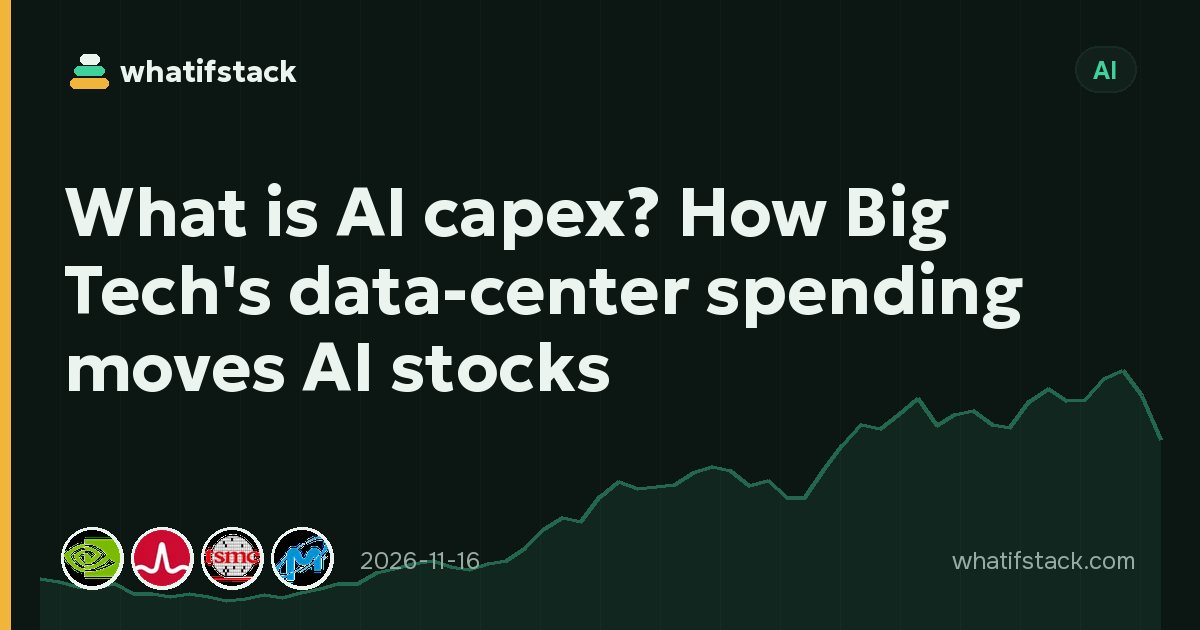 whatifstack
AI
What is AI capex? How Big
Tech's data-center spending
moves AI stocks
tsmc
2026-11-16
whatifstack.com